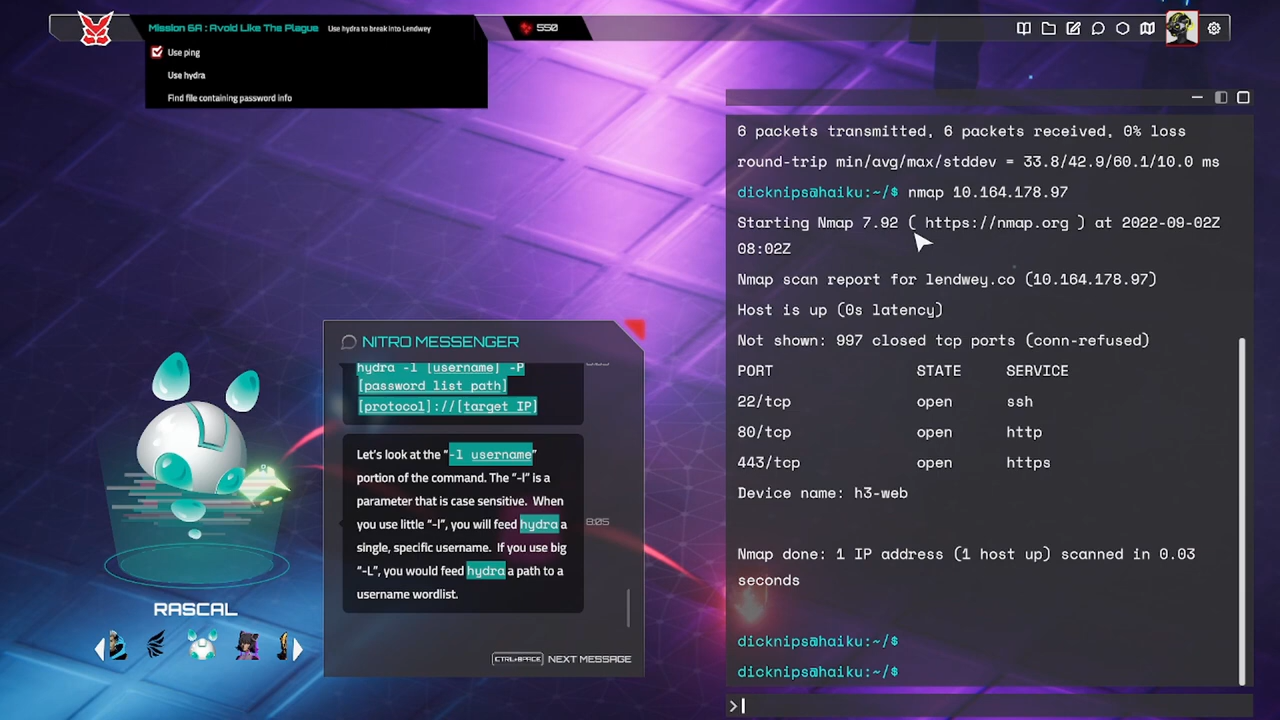 Mission 6A : Avoid Like The Plague Use hydra to break into Lendwey
550
Use ping
Use hydra
Find file containing password info
6 packets transmitted, 6 packets received, 0% loss
round-trip min/avg/max/stddev = 33.8/42.9/60.1/10.0 ms
dicknips@haiku:~/$ nmap 10.164.178.97
Starting Nmap 7.92 ( https://nmap.org ) at 2022-09-02Z
08:02Z
Nmap scan report for lendwey.co (10.164.178.97)
Host is up (0s latency)
Not shown: 997 closed tcp ports (conn-refused)
PORT STATE SERVICE
22/tcp open ssh
80/tcp open http
443/tcp open https
Device name: h3-web
Nmap done: 1 IP address (1 host up) scanned in 0.03
seconds
dicknips@haiku:~/$
dicknips@haiku:~/$
>
NITRO MESSENGER
hydra -l [username] -P
[password list path]
[protocol]://[target IP]
Let's look at the "-l username"
portion of the command. The "-l" is a
parameter that is case sensitive. When
you use little "-l", you will feed hydra a
single, specific username. If you use big
"-L", you would feed hydra a path to a
username wordlist.
8:05
CTRL+SPACE NEXT MESSAGE
RASCAL